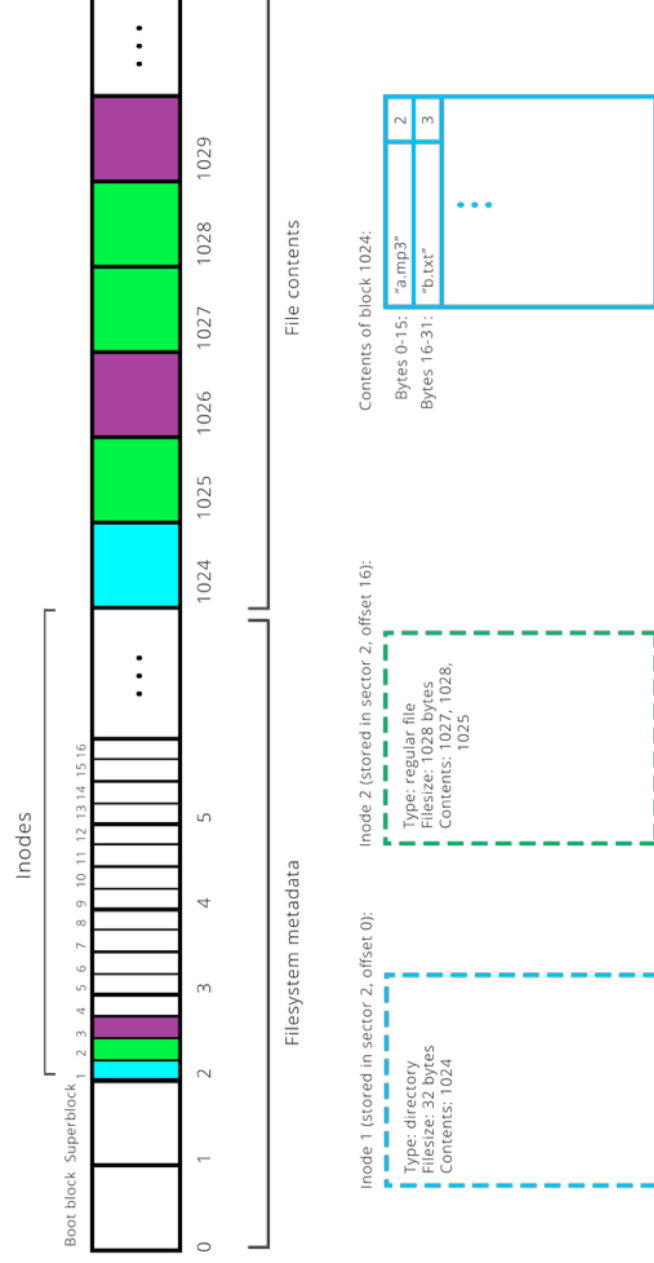 Inodes
Boot block Superblock 1 2 3 4 5 6 7 8 9 10 11 12 13 14 15 16
0 1 2 3 4 5 1024 1025 1026 1027 1028 1029
Filesystem metadata
File contents
Inode 1 (stored in sector 2, offset 0):
Type: directory
Filesize: 32 bytes
Contents: 1024
Inode 2 (stored in sector 2, offset 16):
Type: regular file
Filesize: 1028 bytes
Contents: 1027, 1028,
1025
Contents of block 1024:
Bytes 0-15: "a.mp3" 2
Bytes 16-31: "b.txt" 3